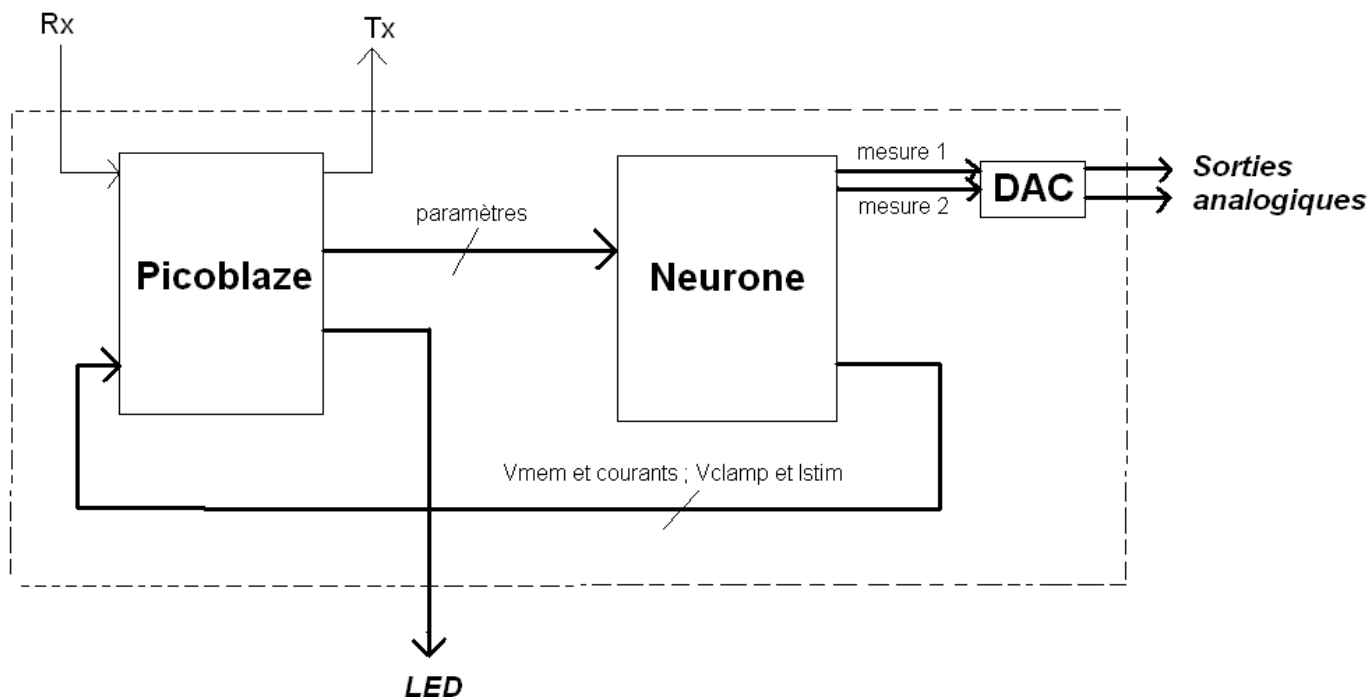 Rx
Tx
mesure 1
mesure 2
DAC
Sorties
analogiques
paramètres
Picoblaze
Neurone
Vmem et courants ; Vclamp et Istim
LED